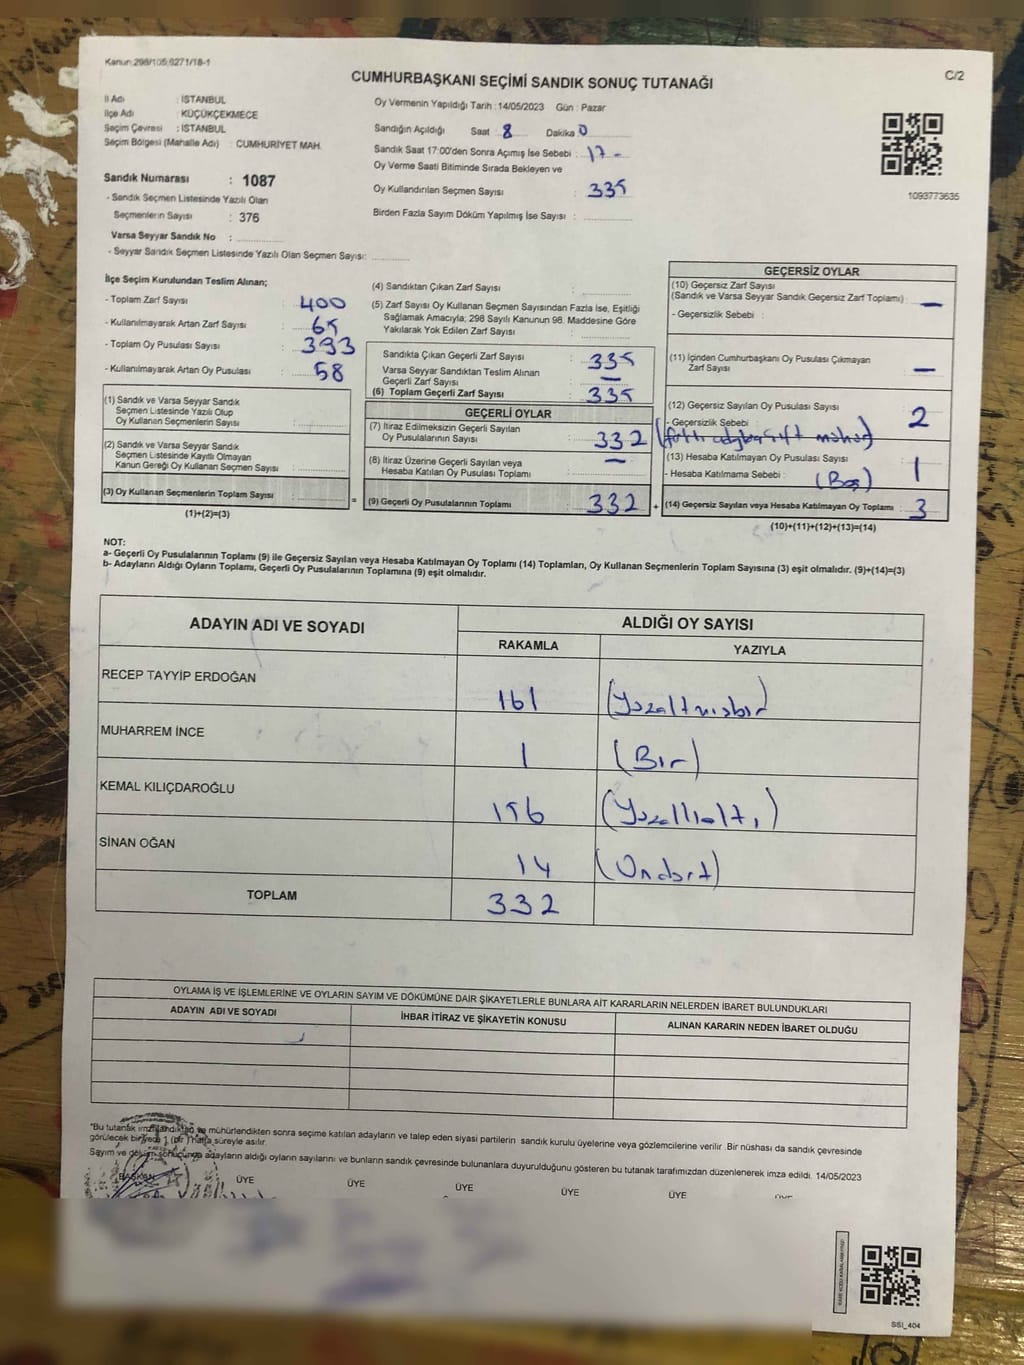 Kanun:298/105,6271/18-1
C/2
CUMHURBAŞKANI SEÇİMİ SANDIK SONUÇ TUTANAĞI
İl Adı : İSTANBUL
İlçe Adı : KÜÇÜKÇEKMECE
Seçim Çevresi : İSTANBUL
Seçim Bölgesi (Mahalle Adı) : CUMHURİYET MAH.
Sandık Numarası : 1087
- Sandık Seçmen Listesinde Yazılı Olan
Seçmenlerin Sayısı : 376
Varsa Seyyar Sandık No :
- Seyyar Sandık Seçmen Listesinde Yazılı Olan Seçmen Sayısı:
Oy Vermenin Yapıldığı Tarih :14/05/2023 Gün : Pazar
Sandığın Açıldığı Saat 8 Dakika 0
Sandık Saat 17:00'den Sonra Açımış İse Sebebi : 17 -
Oy Verme Saati Bitiminde Sırada Bekleyen ve
Oy Kullandırılan Seçmen Sayısı : 335
Birden Fazla Sayım Döküm Yapılmış İse Sayısı :
1093773635
İlçe Seçim Kurulundan Teslim Alınan;
- Toplam Zarf Sayısı : 400
- Kullanılmayarak Artan Zarf Sayısı : 65
- Toplam Oy Pusulası Sayısı : 393
- Kullanılmayarak Artan Oy Pusulası : 58
(1) Sandık ve Varsa Seyyar Sandık
Seçmen Listesinde Yazılı Olup
Oy Kullanan Seçmenlerin Sayısı :
(2) Sandık ve Varsa Seyyar Sandık
Seçmen Listesinde Kayıtlı Olmayan
Kanun Gereği Oy Kullanan Seçmen Sayısı :
(3) Oy Kullanan Seçmenlerin Toplam Sayısı =
(1)+(2)=(3)
(4) Sandıktan Çıkan Zarf Sayısı :
(5) Zarf Sayısı Oy Kullanan Seçmen Sayısından Fazla İse, Eşitliği
Sağlamak Amacıyla; 298 Sayılı Kanunun 98. Maddesine Göre
Yakılarak Yok Edilen Zarf Sayısı :
Sandıkta Çıkan Geçerli Zarf Sayısı : 335
Varsa Seyyar Sandıktan Teslim Alınan
Geçerli Zarf Sayısı : —
(6) Toplam Geçerli Zarf Sayısı : 335
GEÇERLİ OYLAR
(7) İtiraz Edilmeksizin Geçerli Sayılan
Oy Pusulalarının Sayısı : 332
(8) İtiraz Üzerine Geçerli Sayılan veya
Hesaba Katılan Oy Pusulası Toplamı : —
(9) Geçerli Oy Pusulalarının Toplamı : 332 +
GEÇERSİZ OYLAR
(10) Geçersiz Zarf Sayısı
(Sandık ve Varsa Seyyar Sandık Geçersiz Zarf Toplamı) : —
- Geçersizlik Sebebi :
(11) İçinden Cumhurbaşkanı Oy Pusulası Çıkmayan
Zarf Sayısı : —
(12) Geçersiz Sayılan Oy Pusulası Sayısı : 2
- Geçersizlik Sebebi : mühür)
(13) Hesaba Katılmayan Oy Pusulası Sayısı : 1
- Hesaba Katılmama Sebebi : (Boş)
(14) Geçersiz Sayılan veya Hesaba Katılmayan Oy Toplamı : 3
(10)+(11)+(12)+(13)=(14)
NOT:
a- Geçerli Oy Pusulalarının Toplamı (9) ile Geçersiz Sayılan veya Hesaba Katılmayan Oy Toplamı (14) Toplamları, Oy Kullanan Seçmenlerin Toplam Sayısına (3) eşit olmalıdır. (9)+(14)=(3)
b- Adayların Aldığı Oyların Toplamı, Geçerli Oy Pusulalarının Toplamına (9) eşit olmalıdır.
ADAYIN ADI VE SOYADI
ALDIĞI OY SAYISI
RAKAMLA YAZIYLA
RECEP TAYYİP ERDOĞAN 161 (Yüzaltmışbir)
MUHARREM İNCE 1 (Bir)
KEMAL KILIÇDAROĞLU 156 (Yüzellialtı)
SİNAN OĞAN 14 (Ondört)
TOPLAM 332
OYLAMA İŞ VE İŞLEMLERİNE VE OYLARIN SAYIM VE DÖKÜMÜNE DAİR ŞİKAYETLERLE BUNLARA AİT KARARLARIN NELERDEN İBARET BULUNDUKLARI
ADAYIN ADI VE SOYADI İHBAR İTİRAZ VE ŞİKAYETİN KONUSU ALINAN KARARIN NEDEN İBARET OLDUĞU
"Bu tutanak imzalandıktan ve mühürlendikten sonra seçime katılan adayların ve talep eden siyasi partilerin sandık kurulu üyelerine veya gözlemcilerine verilir .Bir nüshası da sandık çevresinde
görülecek bir yere 1 (bir ) hafta süreyle asılır.
Sayım ve döküm sonucunda adayların aldığı oyların sayılarını ve bunların sandık çevresinde bulunanlara duyurulduğunu gösteren bu tutanak tarafımızdan düzenlenerek imza edildi. 14/05/2023
BAŞKAN ÜYE ÜYE ÜYE ÜYE ÜYE ÜYE
SSİ_404